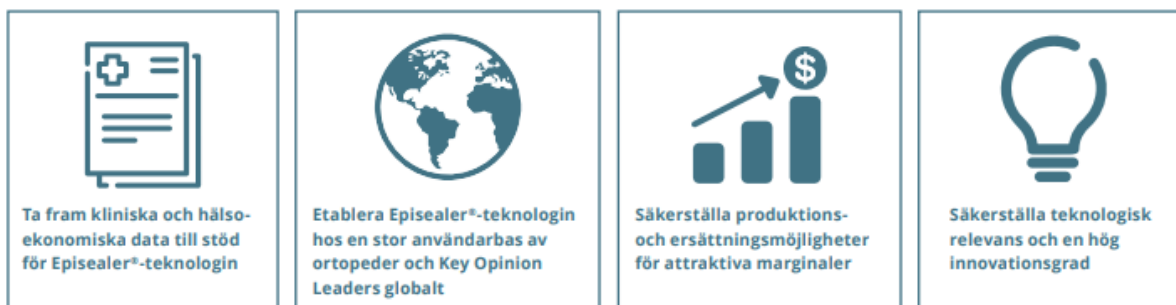 $
Ta fram kliniska och hälso-
ekonomiska data till stöd
för Episealer®-teknologin
Etablera Episealer®-teknologin
hos en stor användarbas av
ortopeder och Key Opinion
Leaders globalt
Säkerställa produktions-
och ersättningsmöjligheter
för attraktiva marginaler
Säkerställa teknologisk
relevans och en hög
innovationsgrad